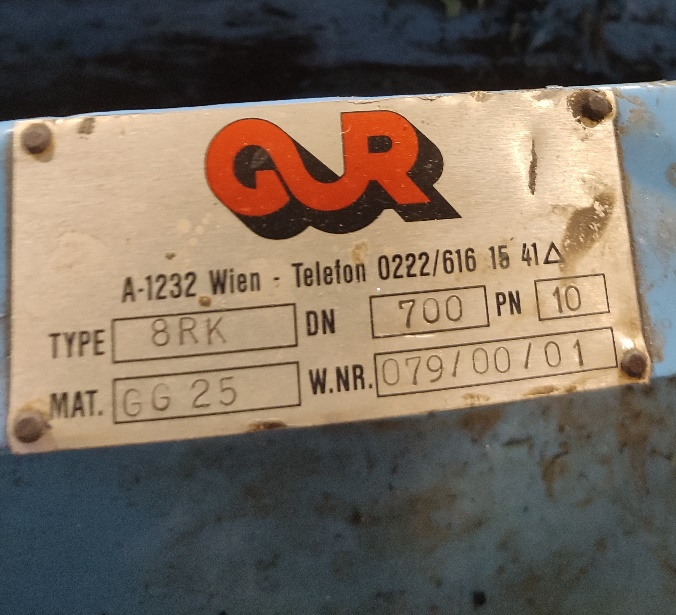 GUR
A-1232 Wien - Telefon 0222/616 15 41△
TYPE 8RK DN 700 PN 10
MAT. GG 25 W.NR. 079/00/01